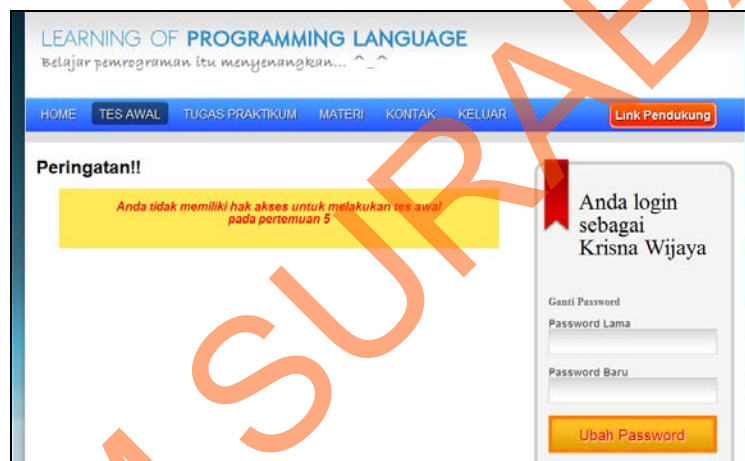 LEARNING OF PROGRAMMING LANGUAGE
Belajar pemrograman itu menyenangkan... ^_^
HOME TES AWAL TUGAS PRAKTIKUM MATERI KONTAK KELUAR Link Pendukung
Peringatan!!
Anda tidak memiliki hak akses untuk melakukan tes awal
pada pertemuan 5
Anda login
sebagai
Krisna Wijaya
Ganti Password
Password Lama
Password Baru
Ubah Password
SURAB